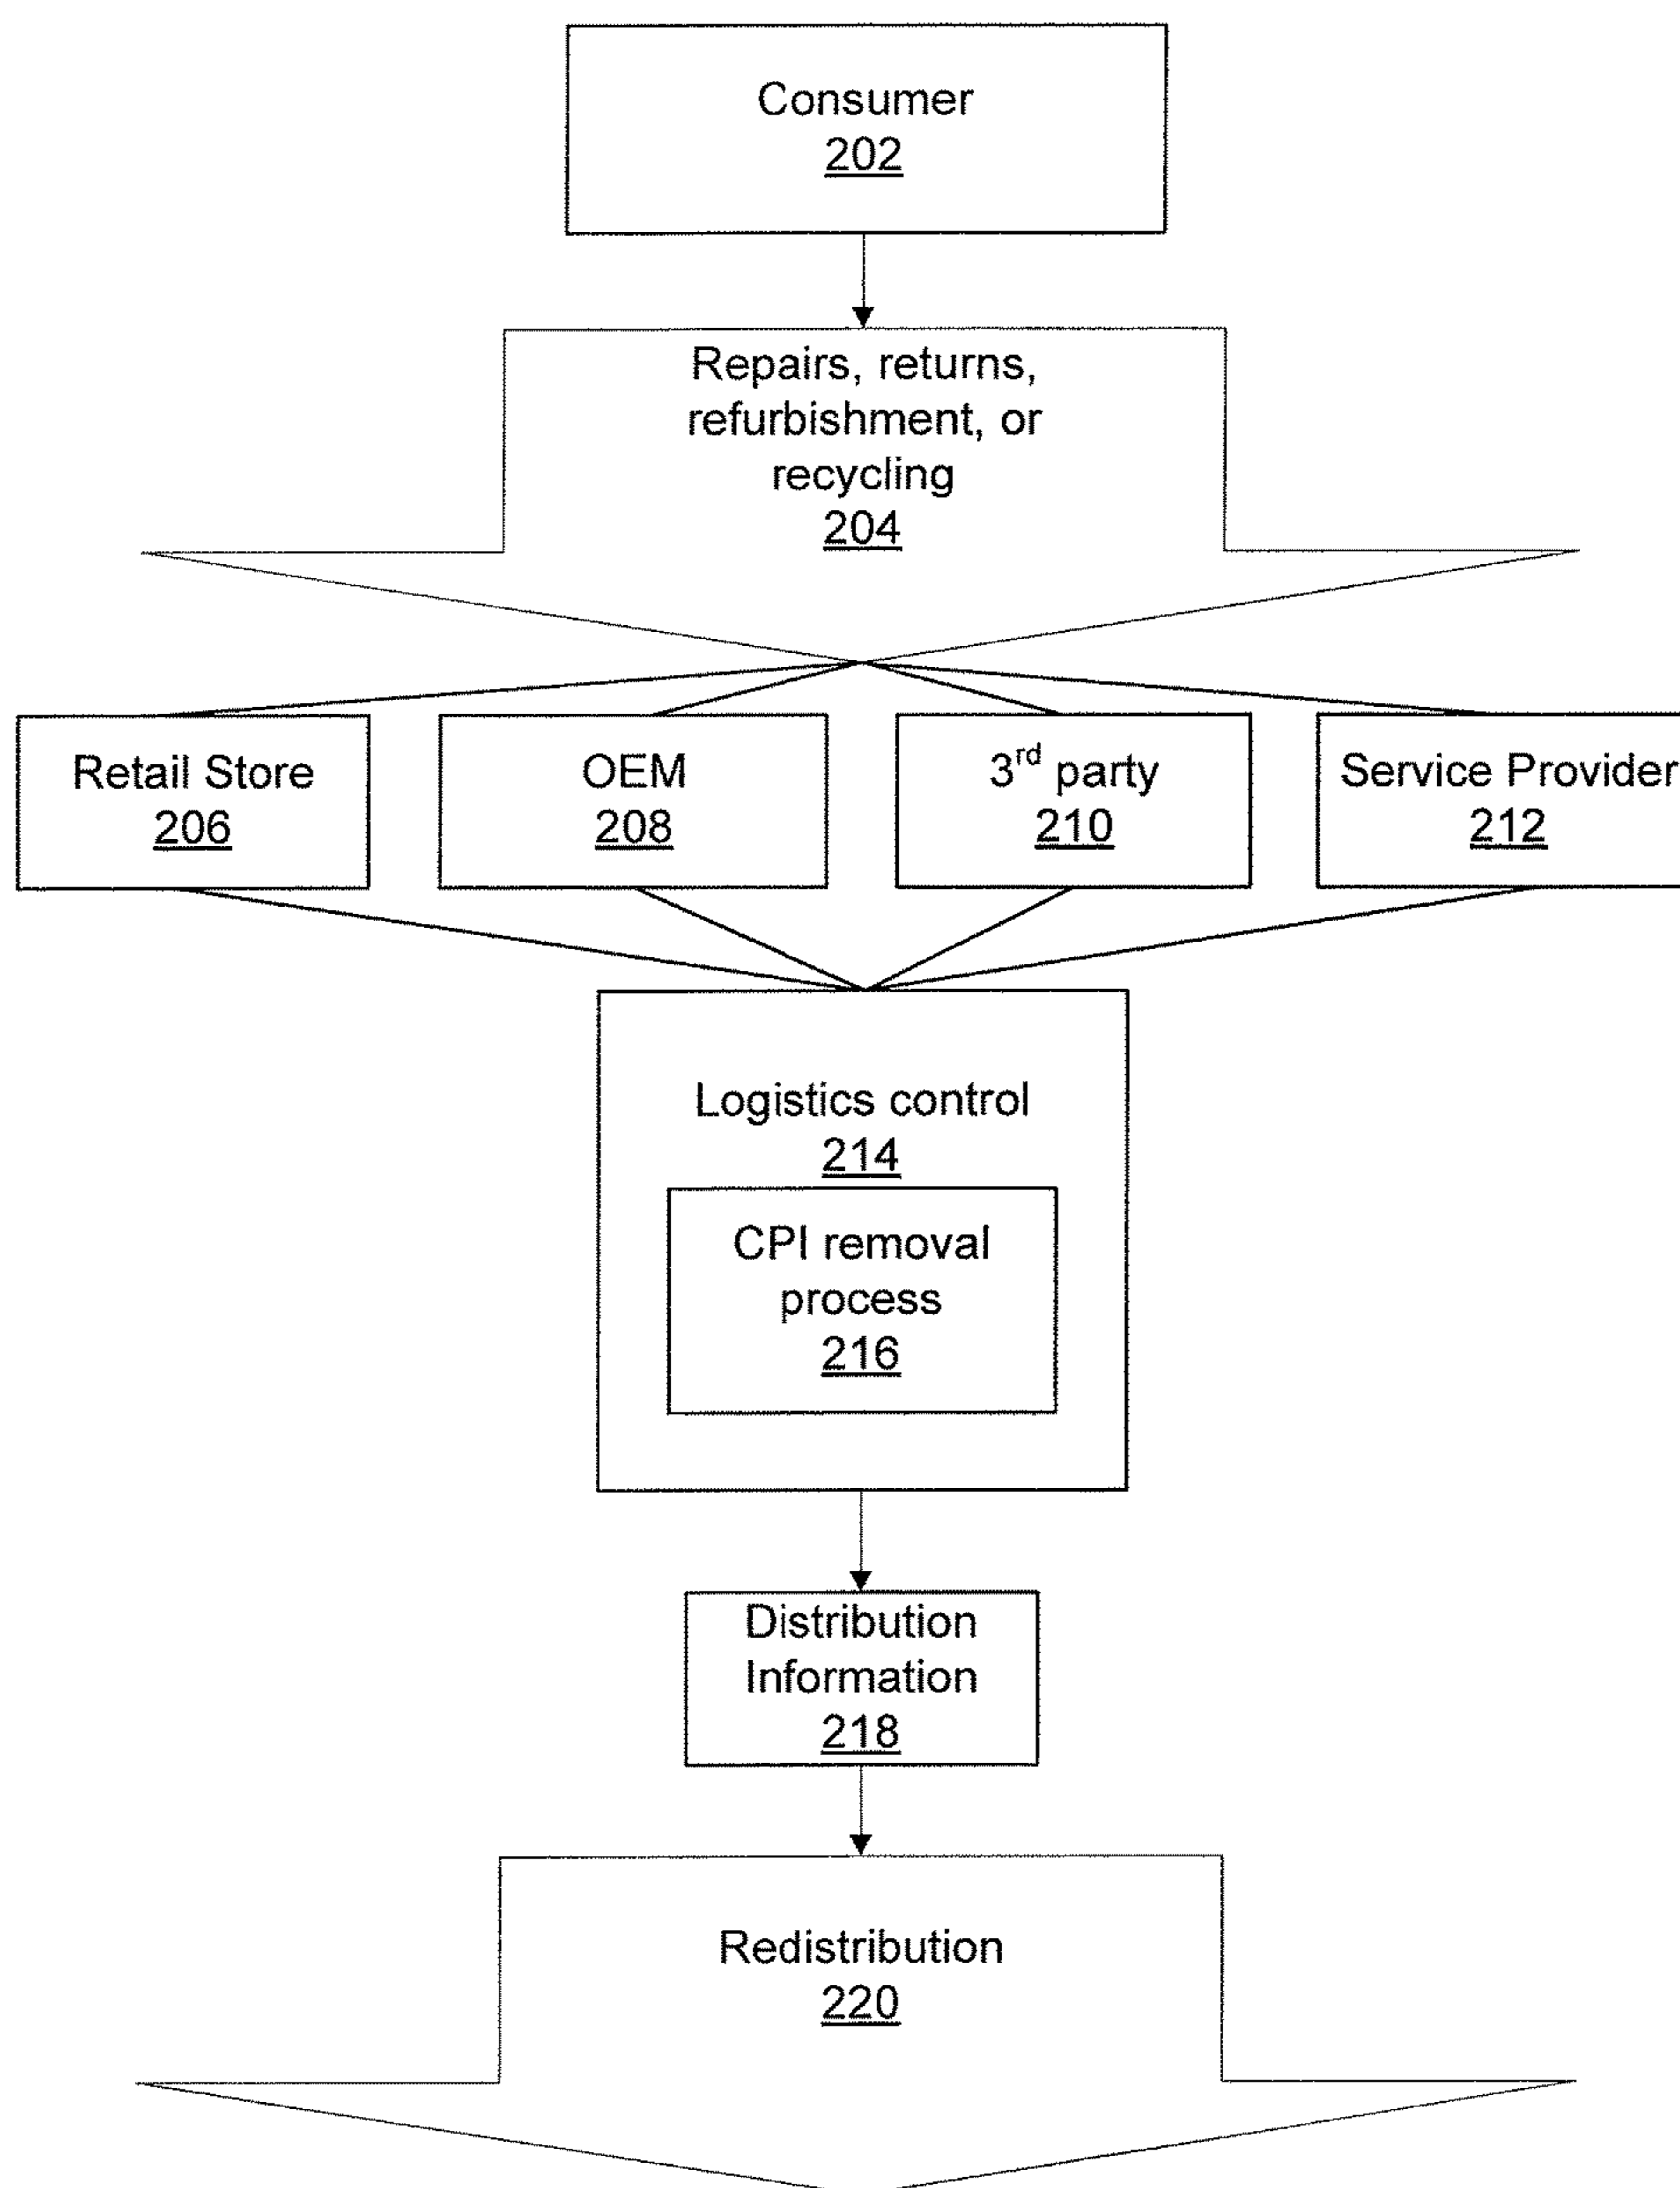 Consumer
202
Repairs, returns,
refurbishment, or
recycling
204
Retail Store
206
OEM
208
3rd party
210
Service Provider
212
Logistics control
214
CPI removal
process
216
Distribution
Information
218
Redistribution
220